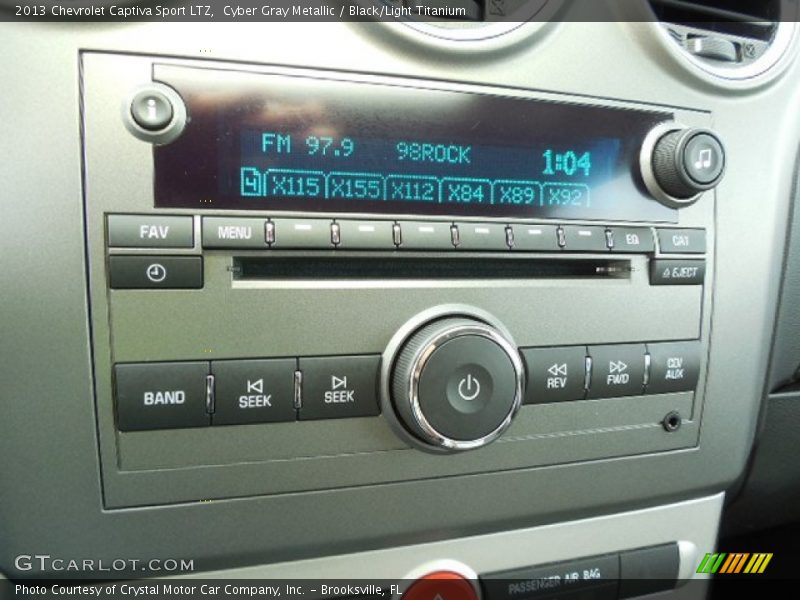 2013 Chevrolet Captiva Sport LTZ, Cyber Gray Metallic / Black/Light Titanium
i
FM 97.9 98ROCK 1:04
4 X115 X155 X112 X84 X89 X92
FAV MENU EQ CAT
EJECT
BAND SEEK SEEK REV FWD CD/AUX
PASSENGER AIR BAG
GTCARLOT.COM
Photo Courtesy of Crystal Motor Car Company, Inc. - Brooksville, FL